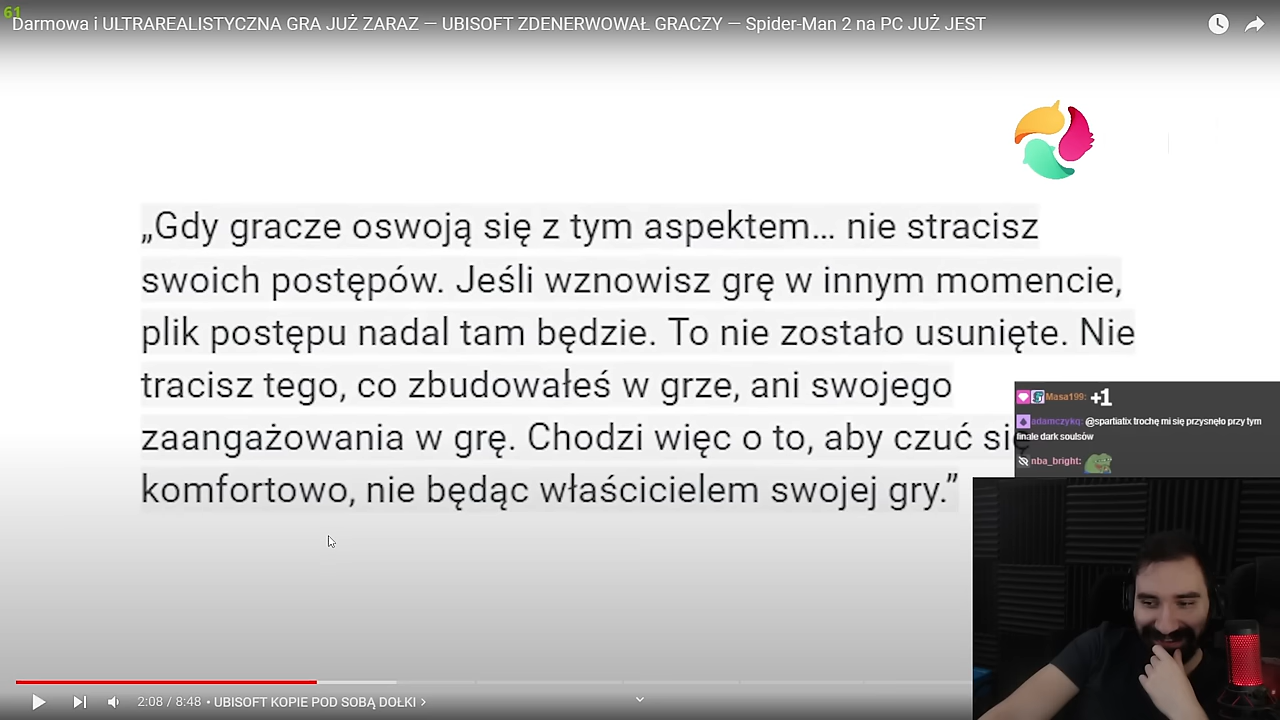 61
Darmowa i ULTRAREALISTYCZNA GRA JUŻ ZARAZ — UBISOFT ZDENERWOWAŁ GRACZY — Spider-Man 2 na PC JUŻ JEST
„Gdy gracze oswoją się z tym aspektem... nie stracisz
swoich postępów. Jeśli wznowisz grę w innym momencie,
plik postępu nadal tam będzie. To nie zostało usunięte. Nie
tracisz tego, co zbudowałeś w grze, ani swojego
zaangażowania w grę. Chodzi więc o to, aby czuć się
komfortowo, nie będąc właścicielem swojej gry.”
Masa199: +1
adamczykq: @spartiatix trochę mi się przysnęło przy tym
finale dark soulsów
nba_bright:
2:08 / 8:48 • UBISOFT KOPIE POD SOBĄ DOŁKI >